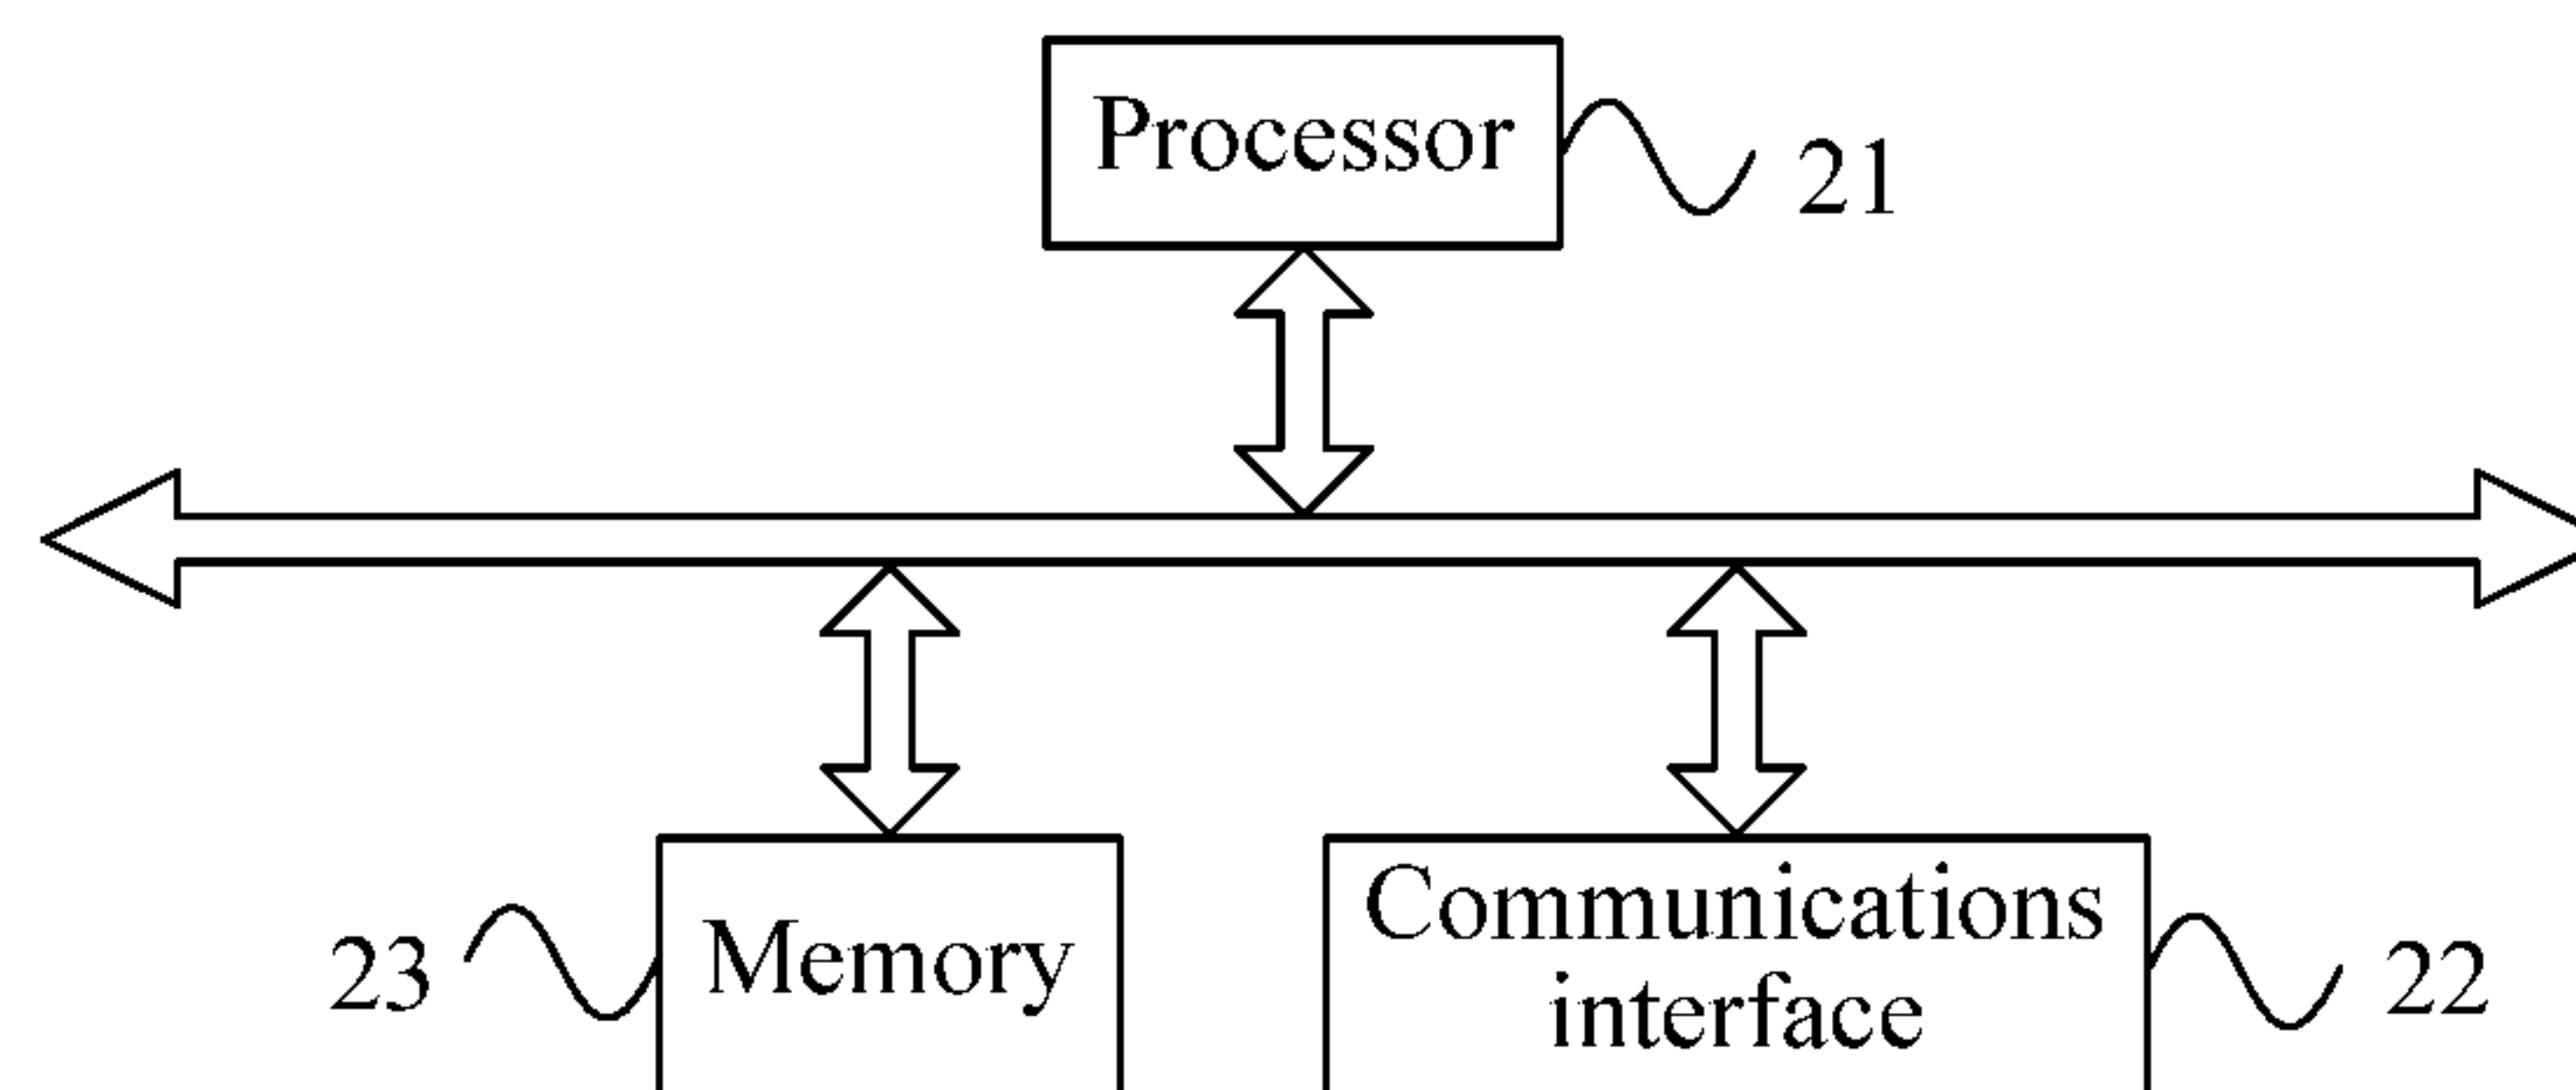 Processor
21
23
Memory
Communications
interface
22